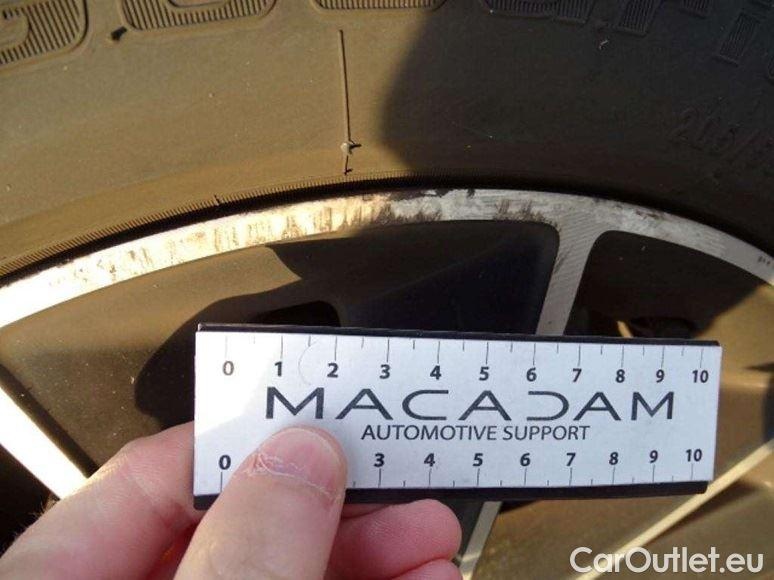 0 1 2 3 4 5 6 7 8 9 10
MACADAM
AUTOMOTIVE SUPPORT
0 3 4 5 6 7 8 9 10
CarOutlet.eu